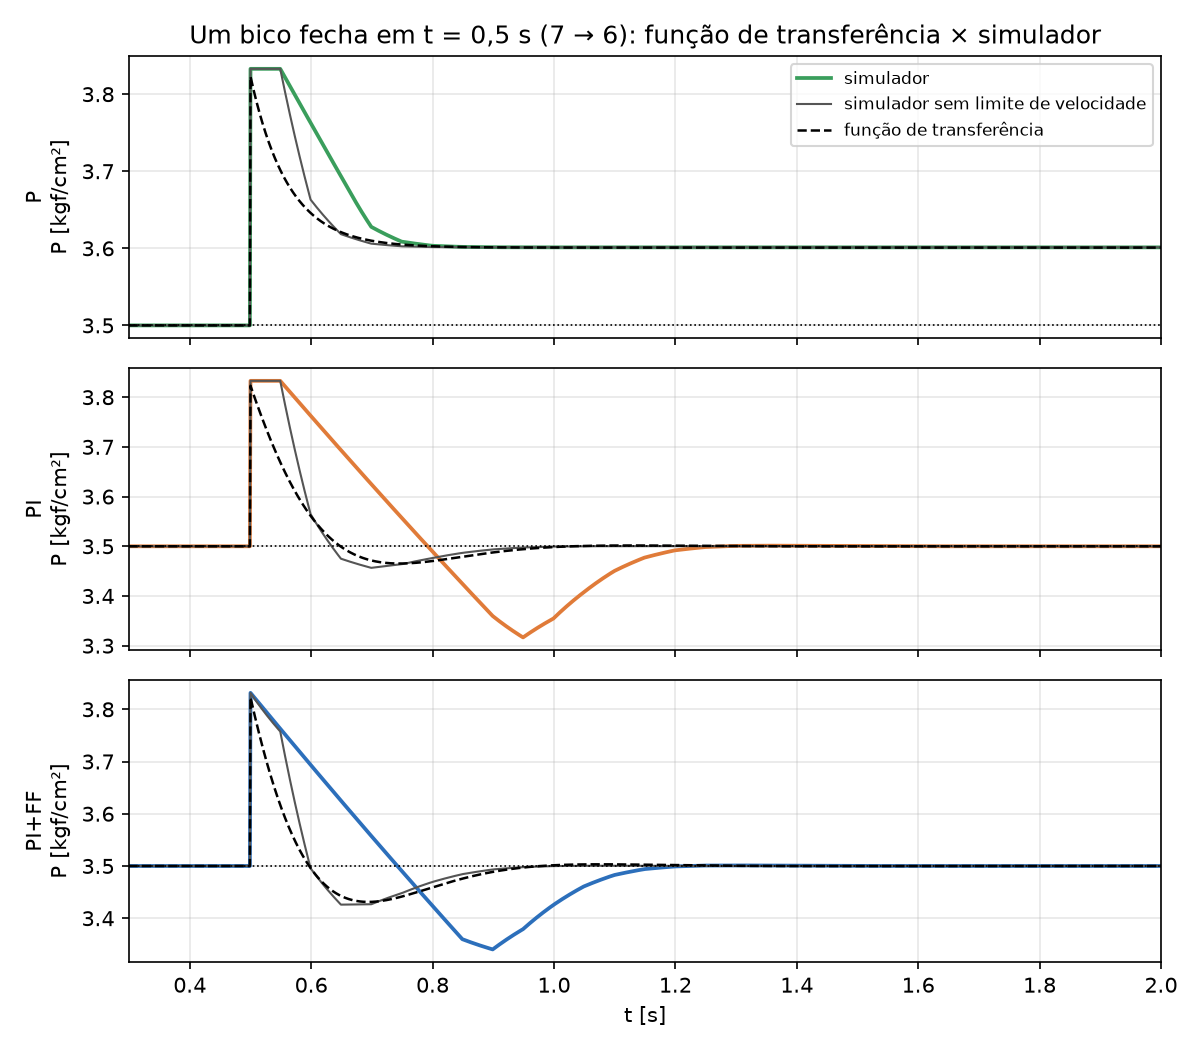 Um bico fecha em t = 0,5 s (7 → 6): função de transferência × simulador
simulador
simulador sem limite de velocidade
função de transferência
P
P [kgf/cm²]
3.8
3.7
3.6
3.5
PI
P [kgf/cm²]
3.8
3.7
3.6
3.5
3.4
3.3
PI+FF
P [kgf/cm²]
3.8
3.7
3.6
3.5
3.4
0.4 0.6 0.8 1.0 1.2 1.4 1.6 1.8 2.0
t [s]